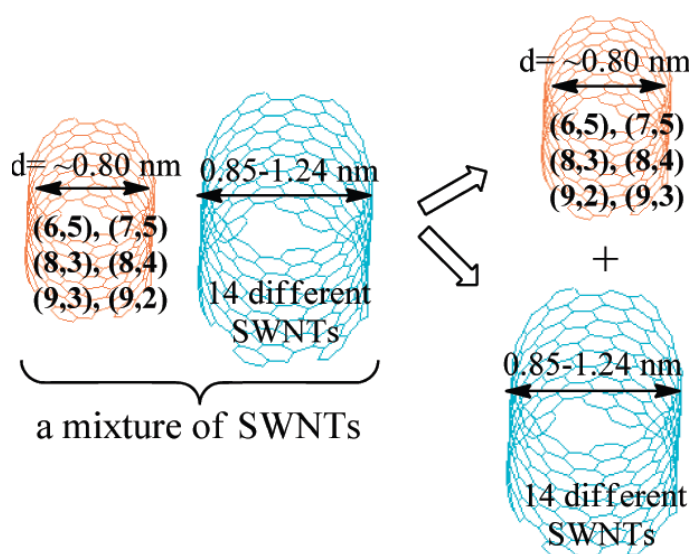 d= ~0.80 nm
(6,5), (7,5)
(8,3), (8,4)
(9,3), (9,2)
0.85-1.24 nm
14 different
SWNTs
a mixture of SWNTs
d= ~0.80 nm
(6,5), (7,5)
(8,3), (8,4)
(9,2), (9,3)
+
0.85-1.24 nm
14 different
SWNTs